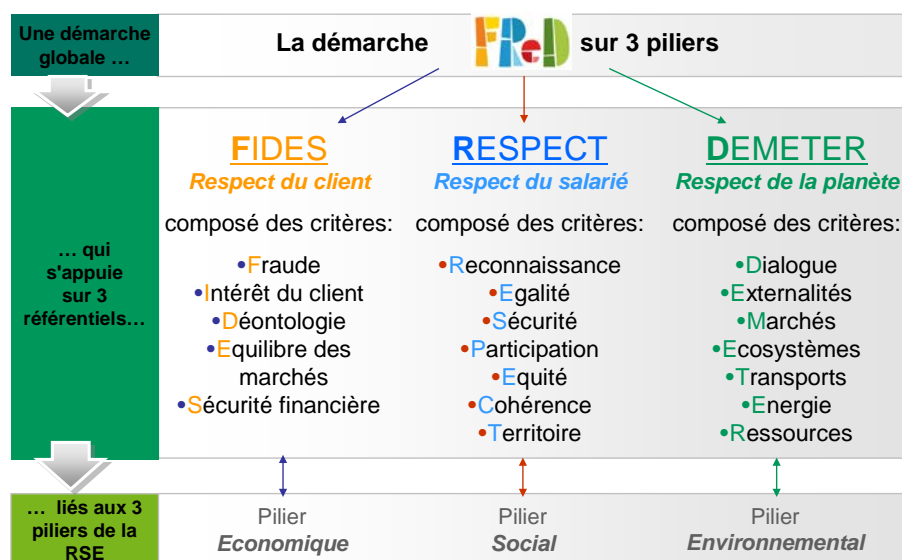 Une démarche
globale …
La démarche FReD sur 3 piliers
… qui
s'appuie
sur 3
référentiels…
FIDES
Respect du client
composé des critères:
•Fraude
•Intérêt du client
•Déontologie
•Equilibre des
marchés
•Sécurité financière
RESPECT
Respect du salarié
composé des critères:
•Reconnaissance
•Egalité
•Sécurité
•Participation
•Equité
•Cohérence
•Territoire
DEMETER
Respect de la planète
composé des critères:
•Dialogue
•Externalités
•Marchés
•Ecosystèmes
•Transports
•Energie
•Ressources
… liés aux 3
piliers de la
RSE
Pilier
Economique
Pilier
Social
Pilier
Environnemental